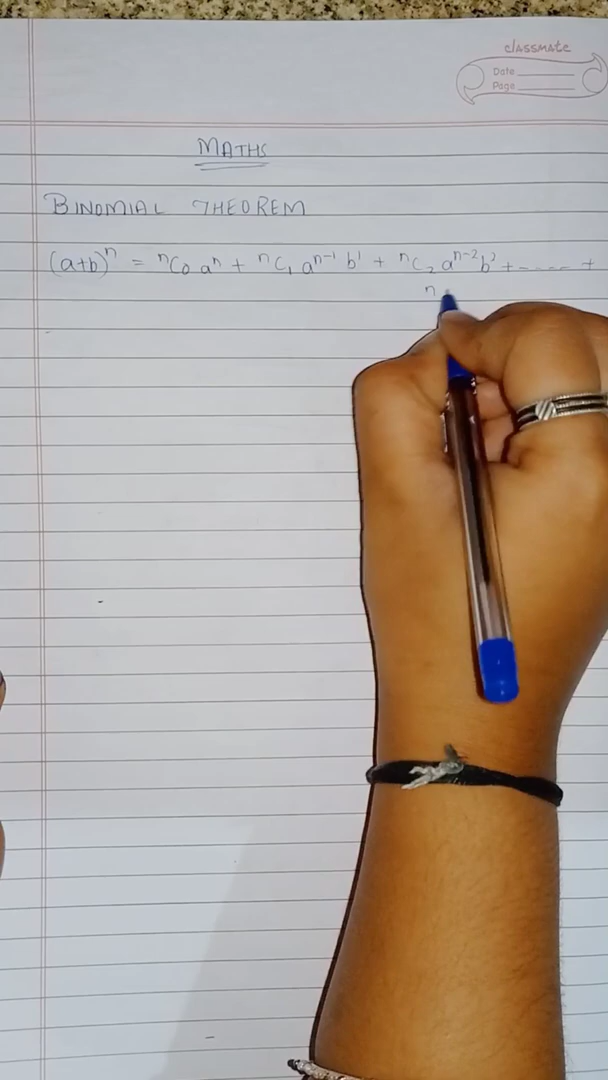 classmate
Date
Page
MATHS
BINOMIAL THEOREM
(a+b)ⁿ = ⁿC₀ aⁿ + ⁿC₁ aⁿ⁻¹ b¹ + ⁿC₂ aⁿ⁻² b² + ----- +
n